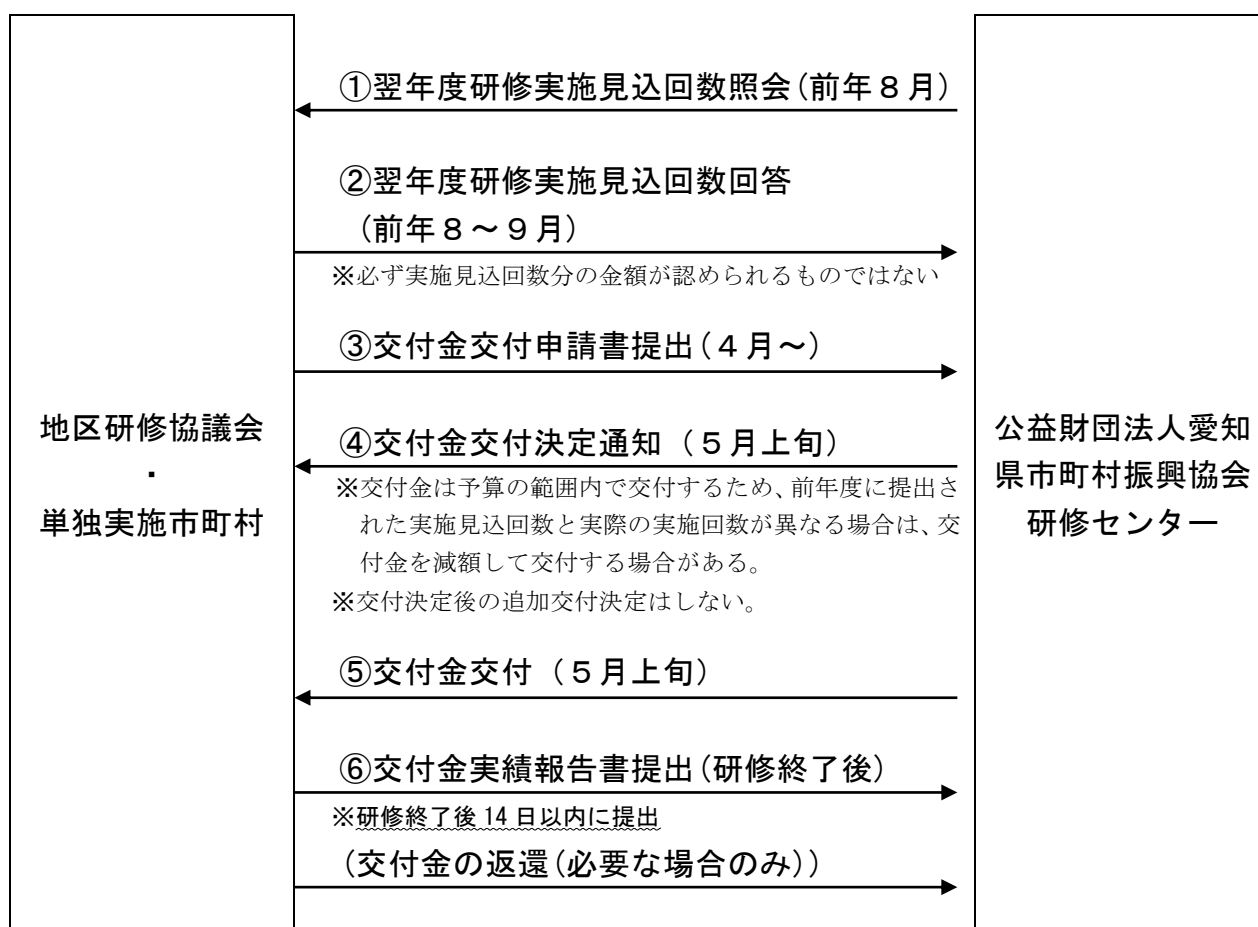 地区研修協議会
・
単独実施市町村
①翌年度研修実施見込回数照会(前年８月)
②翌年度研修実施見込回数回答
(前年８～９月)
※必ず実施見込回数分の金額が認められるものではない
③交付金交付申請書提出(４月～)
④交付金交付決定通知（５月上旬）
※交付金は予算の範囲内で交付するため、前年度に提出さ
れた実施見込回数と実際の実施回数が異なる場合は、交
付金を減額して交付する場合がある。
※交付決定後の追加交付決定はしない。
⑤交付金交付（５月上旬）
⑥交付金実績報告書提出(研修終了後)
※研修終了後14日以内に提出
(交付金の返還(必要な場合のみ))
公益財団法人愛知
県市町村振興協会
研修センター